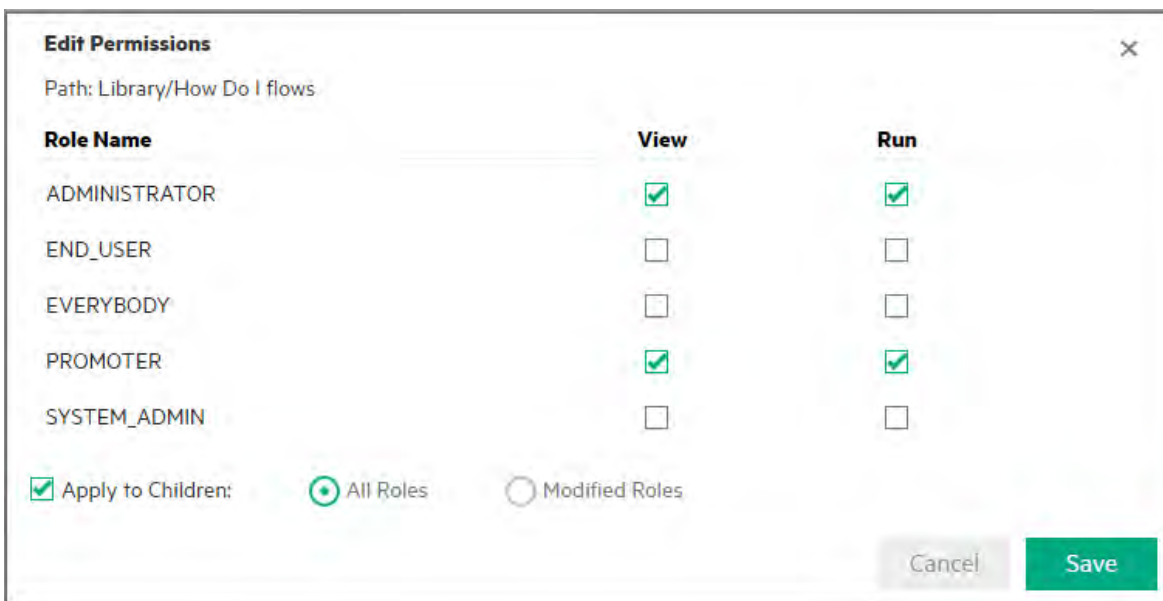 Edit Permissions
Path: Library/How Do I flows
Role Name View Run
ADMINISTRATOR
END_USER
EVERYBODY
PROMOTER
SYSTEM_ADMIN
Apply to Children: All Roles Modified Roles
Cancel Save